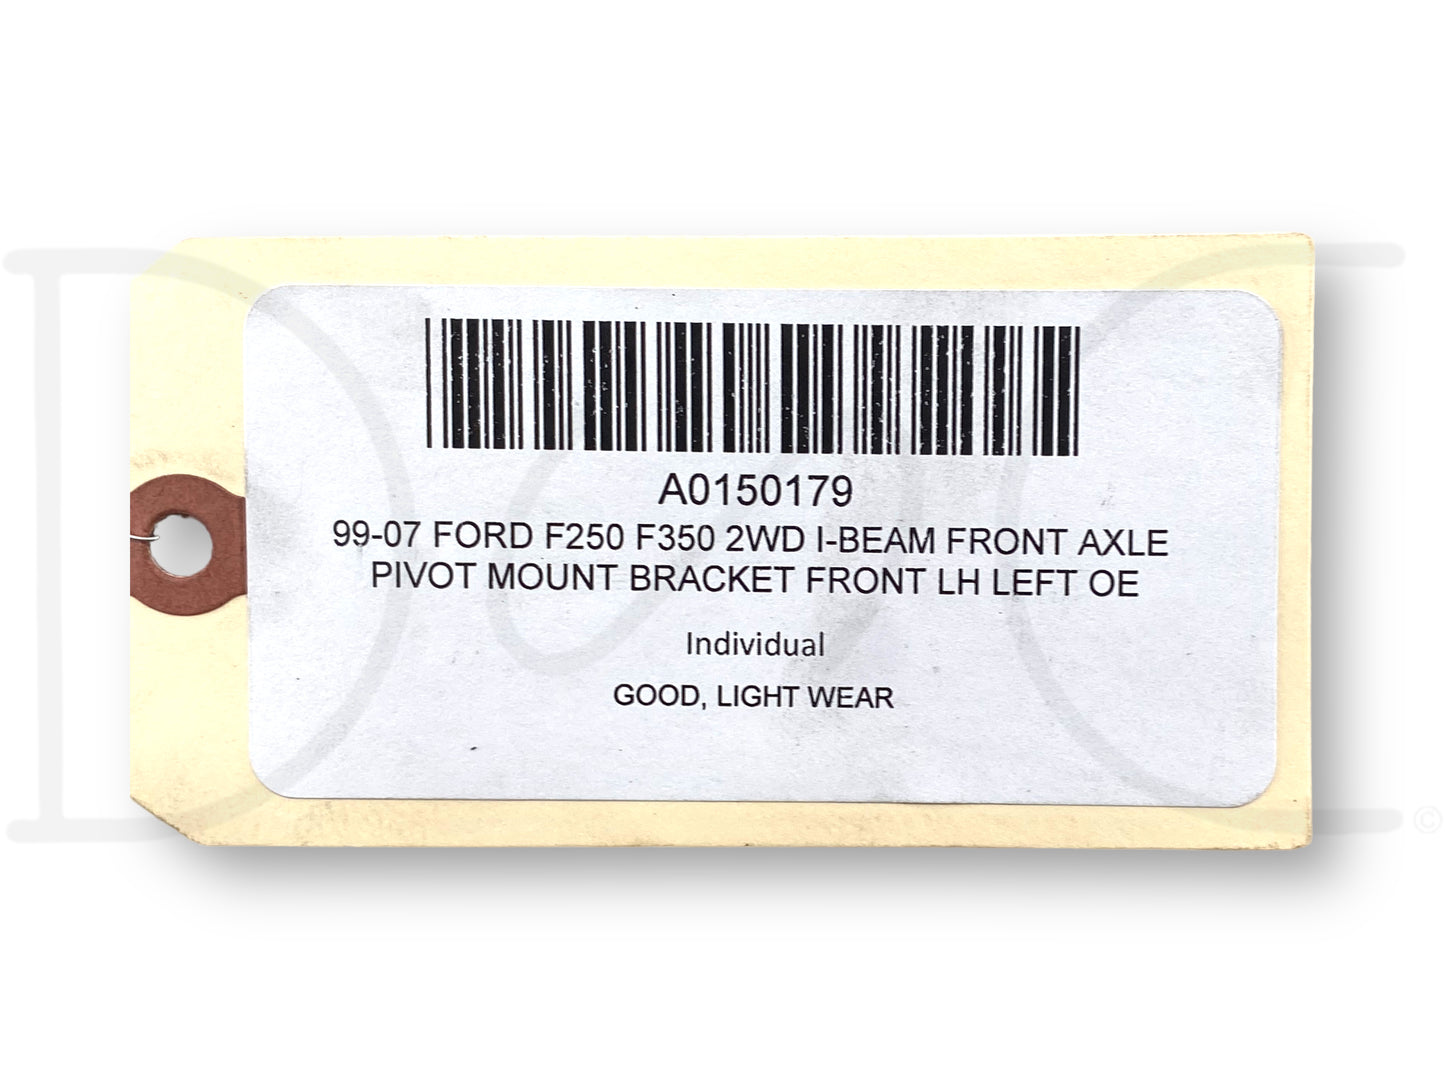 A0150179
99-07 FORD F250 F350 2WD I-BEAM FRONT AXLE
PIVOT MOUNT BRACKET FRONT LH LEFT OE
Individual
GOOD, LIGHT WEAR
©